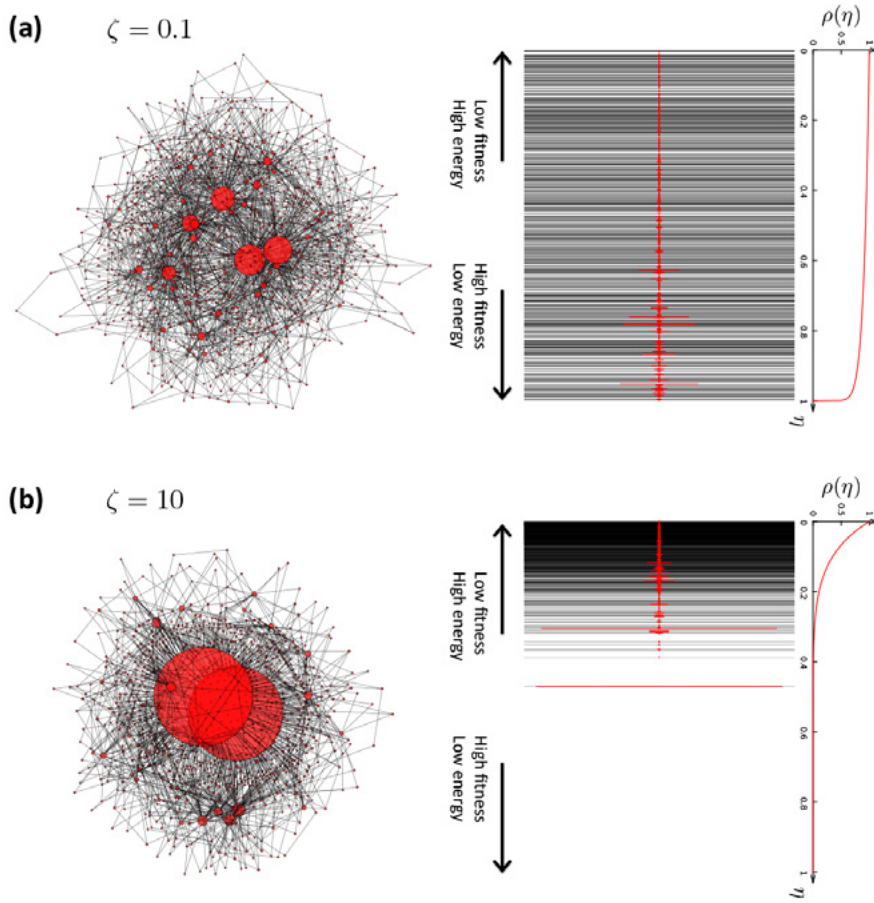 (a)
ζ = 0.1
Low fitness
High energy
High fitness
Low energy
ρ(η)
0
0.5
1
0
0.2
0.4
0.6
0.8
1
η
(b)
ζ = 10
Low fitness
High energy
High fitness
Low energy
ρ(η)
0
0.5
1
0
0.2
0.4
0.6
0.8
1
η